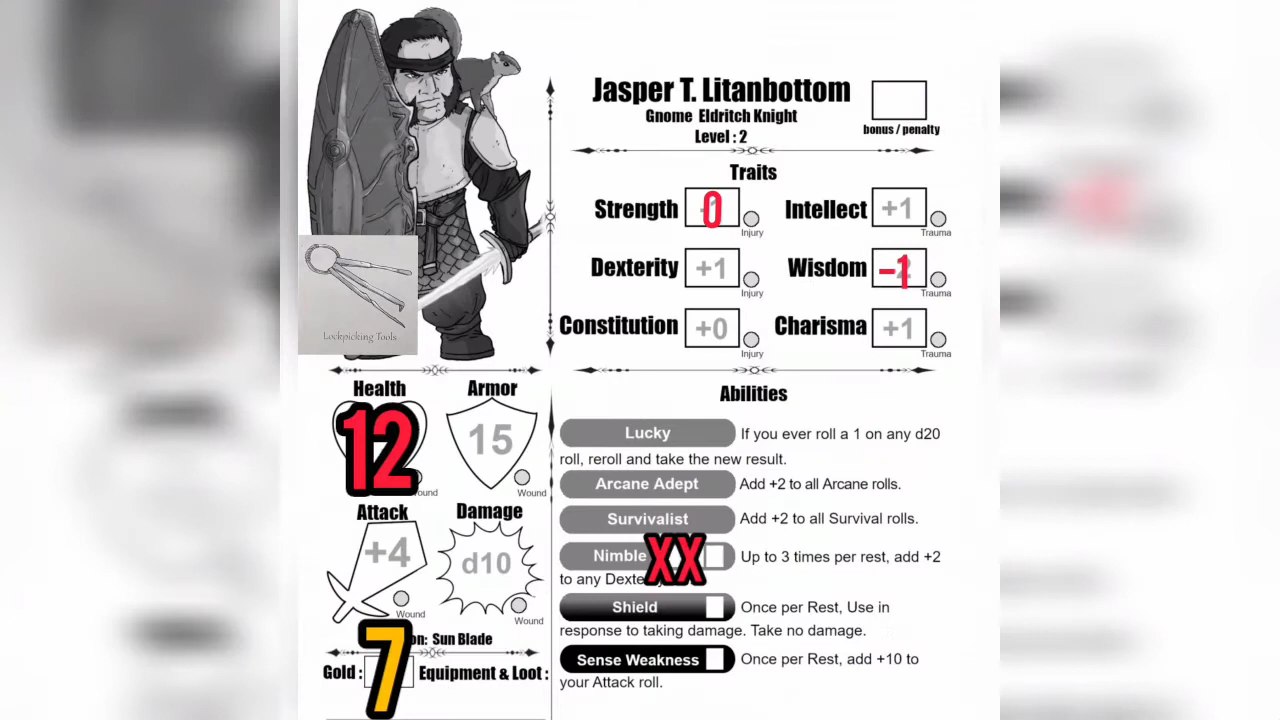 Jasper T. Litanbottom
Gnome Eldritch Knight
Level : 2
bonus / penalty
Traits
Strength 0 Injury
Intellect +1 Trauma
Dexterity +1 Injury
Wisdom -1 Trauma
Constitution +0 Injury
Charisma +1 Trauma
Lockpicking Tools
Health 12
Armor 15 Wound
Attack +4 Wound
Damage d10 Wound
Sun Blade
Gold : 7
Equipment & Loot :
Abilities
Lucky If you ever roll a 1 on any d20
roll, reroll and take the new result.
Arcane Adept Add +2 to all Arcane rolls.
Survivalist Add +2 to all Survival rolls.
Nimble XX Up to 3 times per rest, add +2
to any
Shield Once per Rest, Use in
response to taking damage. Take no damage.
Sense Weakness Once per Rest, add +10 to
your Attack roll.